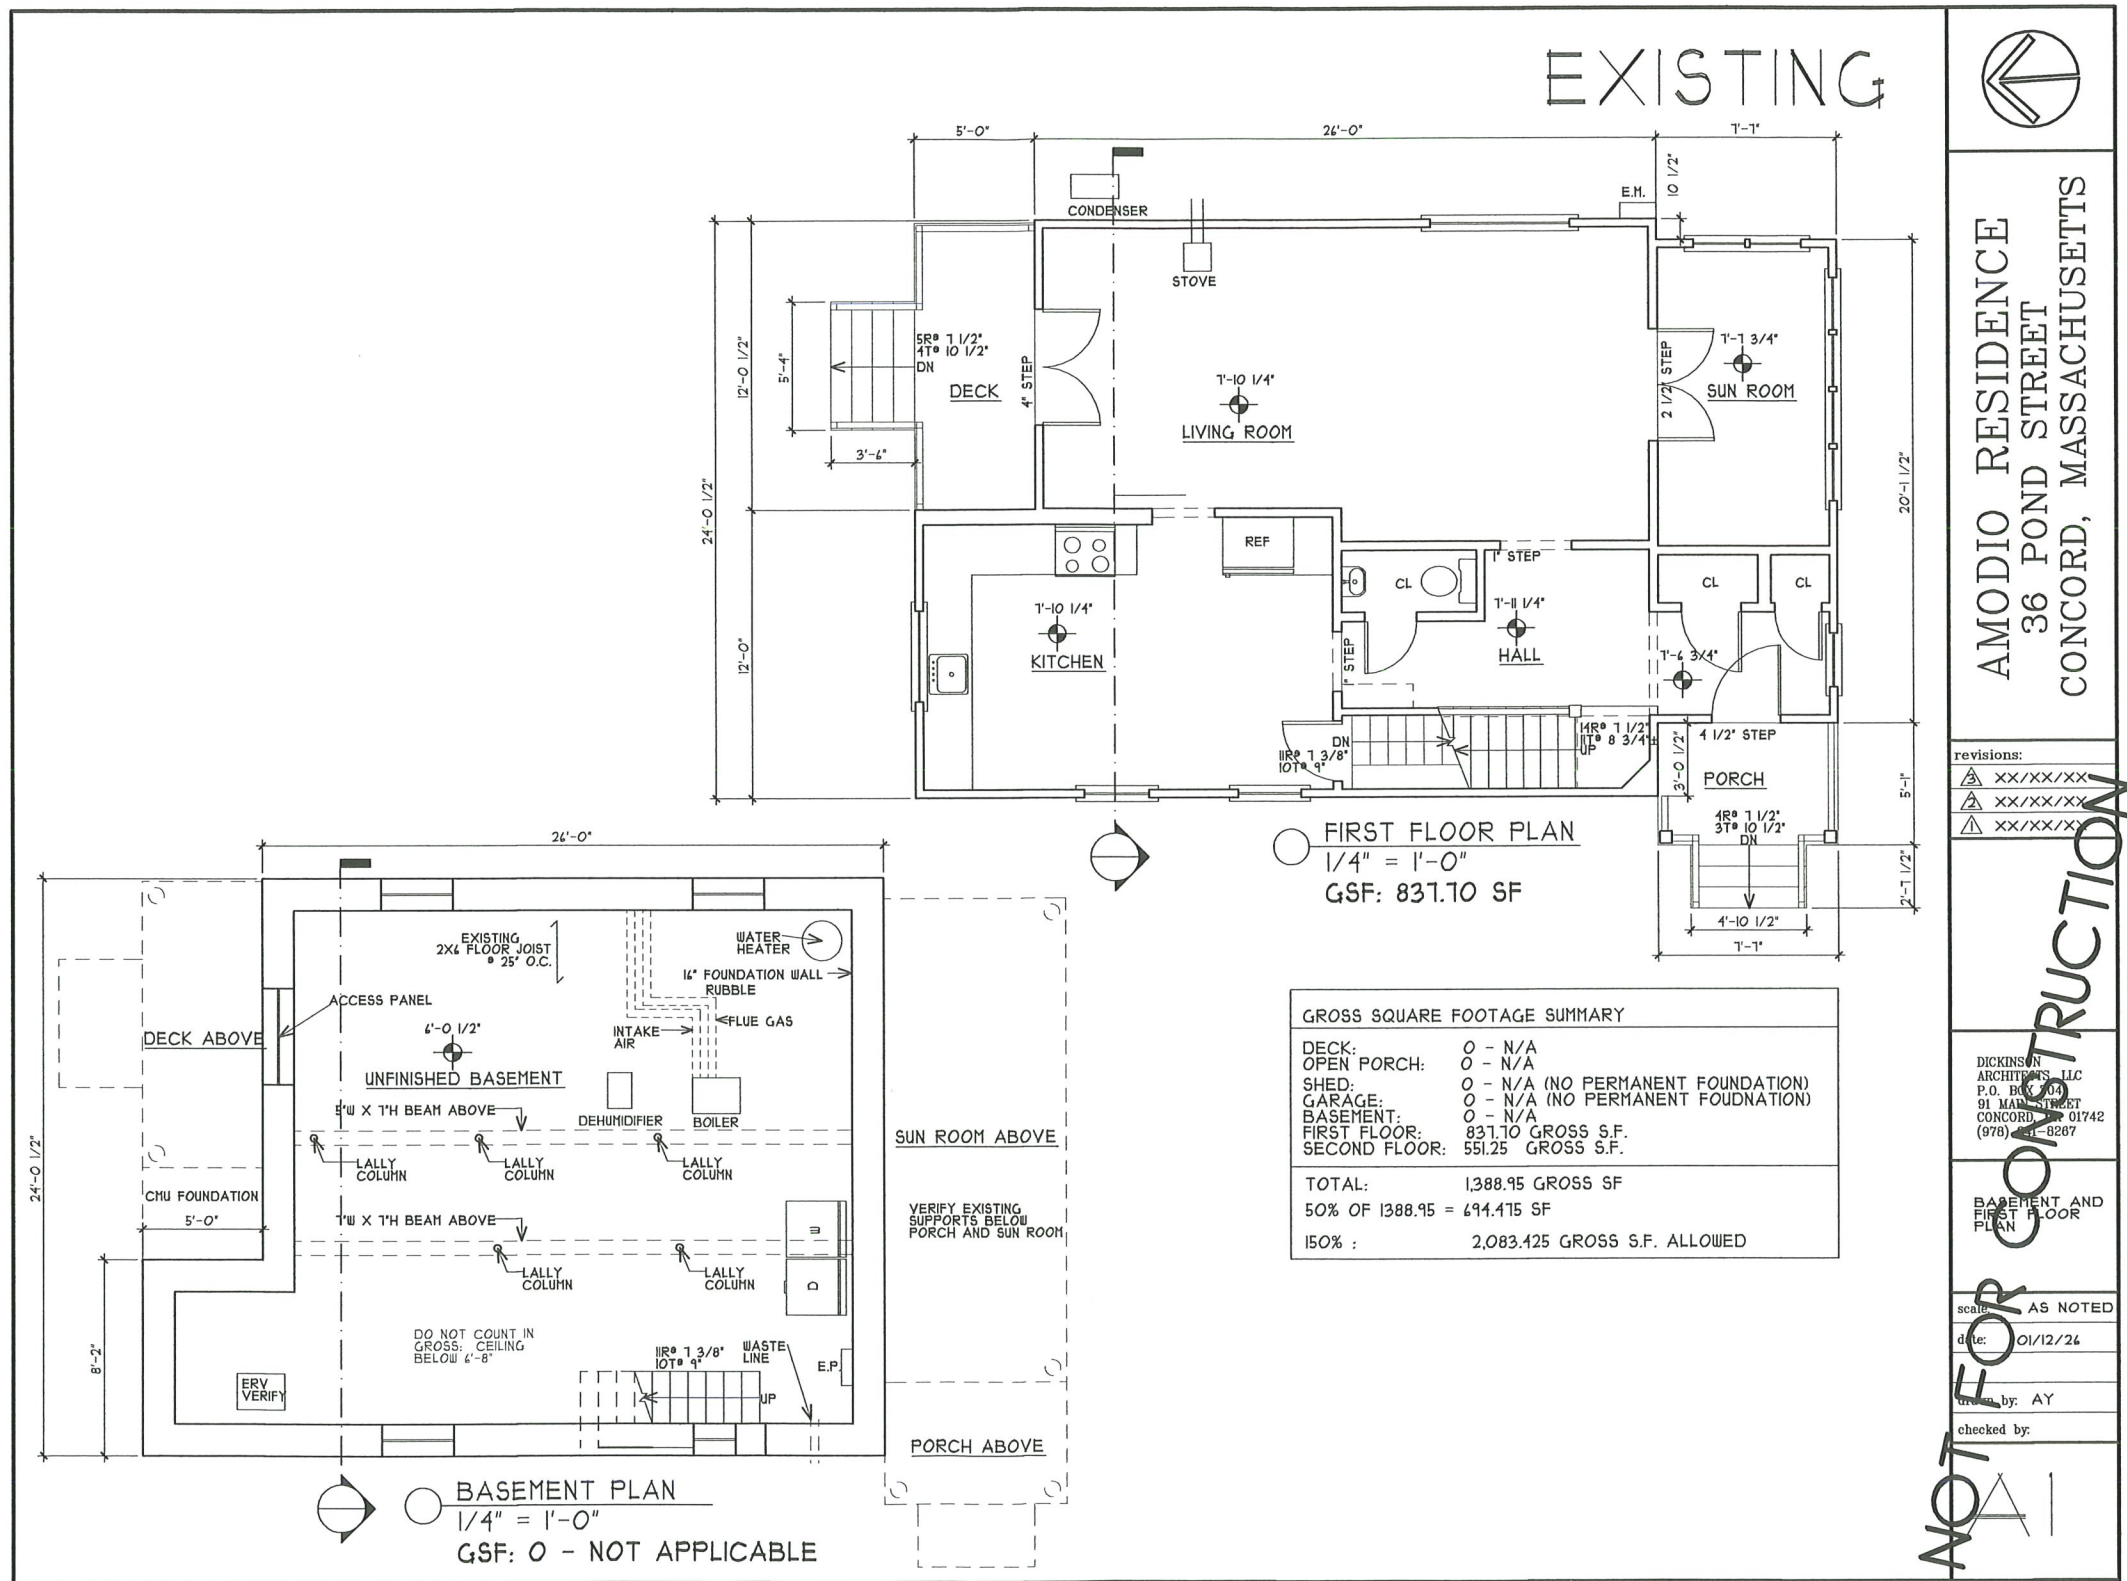 EXISTING
5'-0"
26'-0"
7'-7"
10 1/2"
E.M.
CONDENSER
STOVE
5R@ 7 1/2"
4T@ 10 1/2"
DN
DECK
4" STEP
7'-10 1/4"
LIVING ROOM
7'-7 3/4"
SUN ROOM
2 1/2" STEP
5'-4"
3'-6"
12'-0 1/2"
24'-0 1/2"
12'-0"
20'-1 1/2"
REF
7'-10 1/4"
KITCHEN
CL
1" STEP
7'-11 1/4"
HALL
CL
CL
7'-6 3/4"
1" STEP
DN
11R@ 7 3/8"
10T@ 9"
14R@ 7 1/2"
11T@ 8 3/4"±
UP
4 1/2" STEP
3'-0 1/2"
PORCH
4R@ 7 1/2"
3T@ 10 1/2"
DN
5'-1"
2'-7 1/2"
4'-10 1/2"
7'-7"
FIRST FLOOR PLAN
1/4" = 1'-0"
GSF: 837.70 SF
26'-0"
24'-0 1/2"
8'-2"
5'-0"
EXISTING
2X6 FLOOR JOIST
@ 25" O.C.
WATER
HEATER
16" FOUNDATION WALL
RUBBLE
ACCESS PANEL
DECK ABOVE
6'-0 1/2"
UNFINISHED BASEMENT
INTAKE
AIR
FLUE GAS
DEHUMIDIFIER
BOILER
5"W X 7"H BEAM ABOVE
LALLY
COLUMN
LALLY
COLUMN
LALLY
COLUMN
SUN ROOM ABOVE
CMU FOUNDATION
7"W X 7"H BEAM ABOVE
LALLY
COLUMN
LALLY
COLUMN
W
D
VERIFY EXISTING
SUPPORTS BELOW
PORCH AND SUN ROOM
DO NOT COUNT IN
GROSS: CEILING
BELOW 6'-8"
11R@ 7 3/8"
10T@ 9"
WASTE
LINE
E.P.
UP
ERV
VERIFY
PORCH ABOVE
BASEMENT PLAN
1/4" = 1'-0"
GSF: 0 - NOT APPLICABLE
GROSS SQUARE FOOTAGE SUMMARY
DECK: 0 - N/A
OPEN PORCH: 0 - N/A
SHED: 0 - N/A (NO PERMANENT FOUNDATION)
GARAGE: 0 - N/A (NO PERMANENT FOUDNATION)
BASEMENT: 0 - N/A
FIRST FLOOR: 837.70 GROSS S.F.
SECOND FLOOR: 551.25 GROSS S.F.
TOTAL: 1,388.95 GROSS SF
50% OF 1388.95 = 694.475 SF
150% : 2,083.425 GROSS S.F. ALLOWED
AMODIO RESIDENCE
36 POND STREET
CONCORD, MASSACHUSETTS
revisions:
3 XX/XX/XX
2 XX/XX/XX
1 XX/XX/XX
NOT FOR CONSTRUCTION
DICKINSON
ARCHITECTS, LLC
P.O. BOX
91 MAIN STREET
CONCORD, 01742
(978)
BASEMENT AND
FIRST FLOOR
PLAN
scale: AS NOTED
date: 01/12/26
drawn by: AY
checked by:
A1